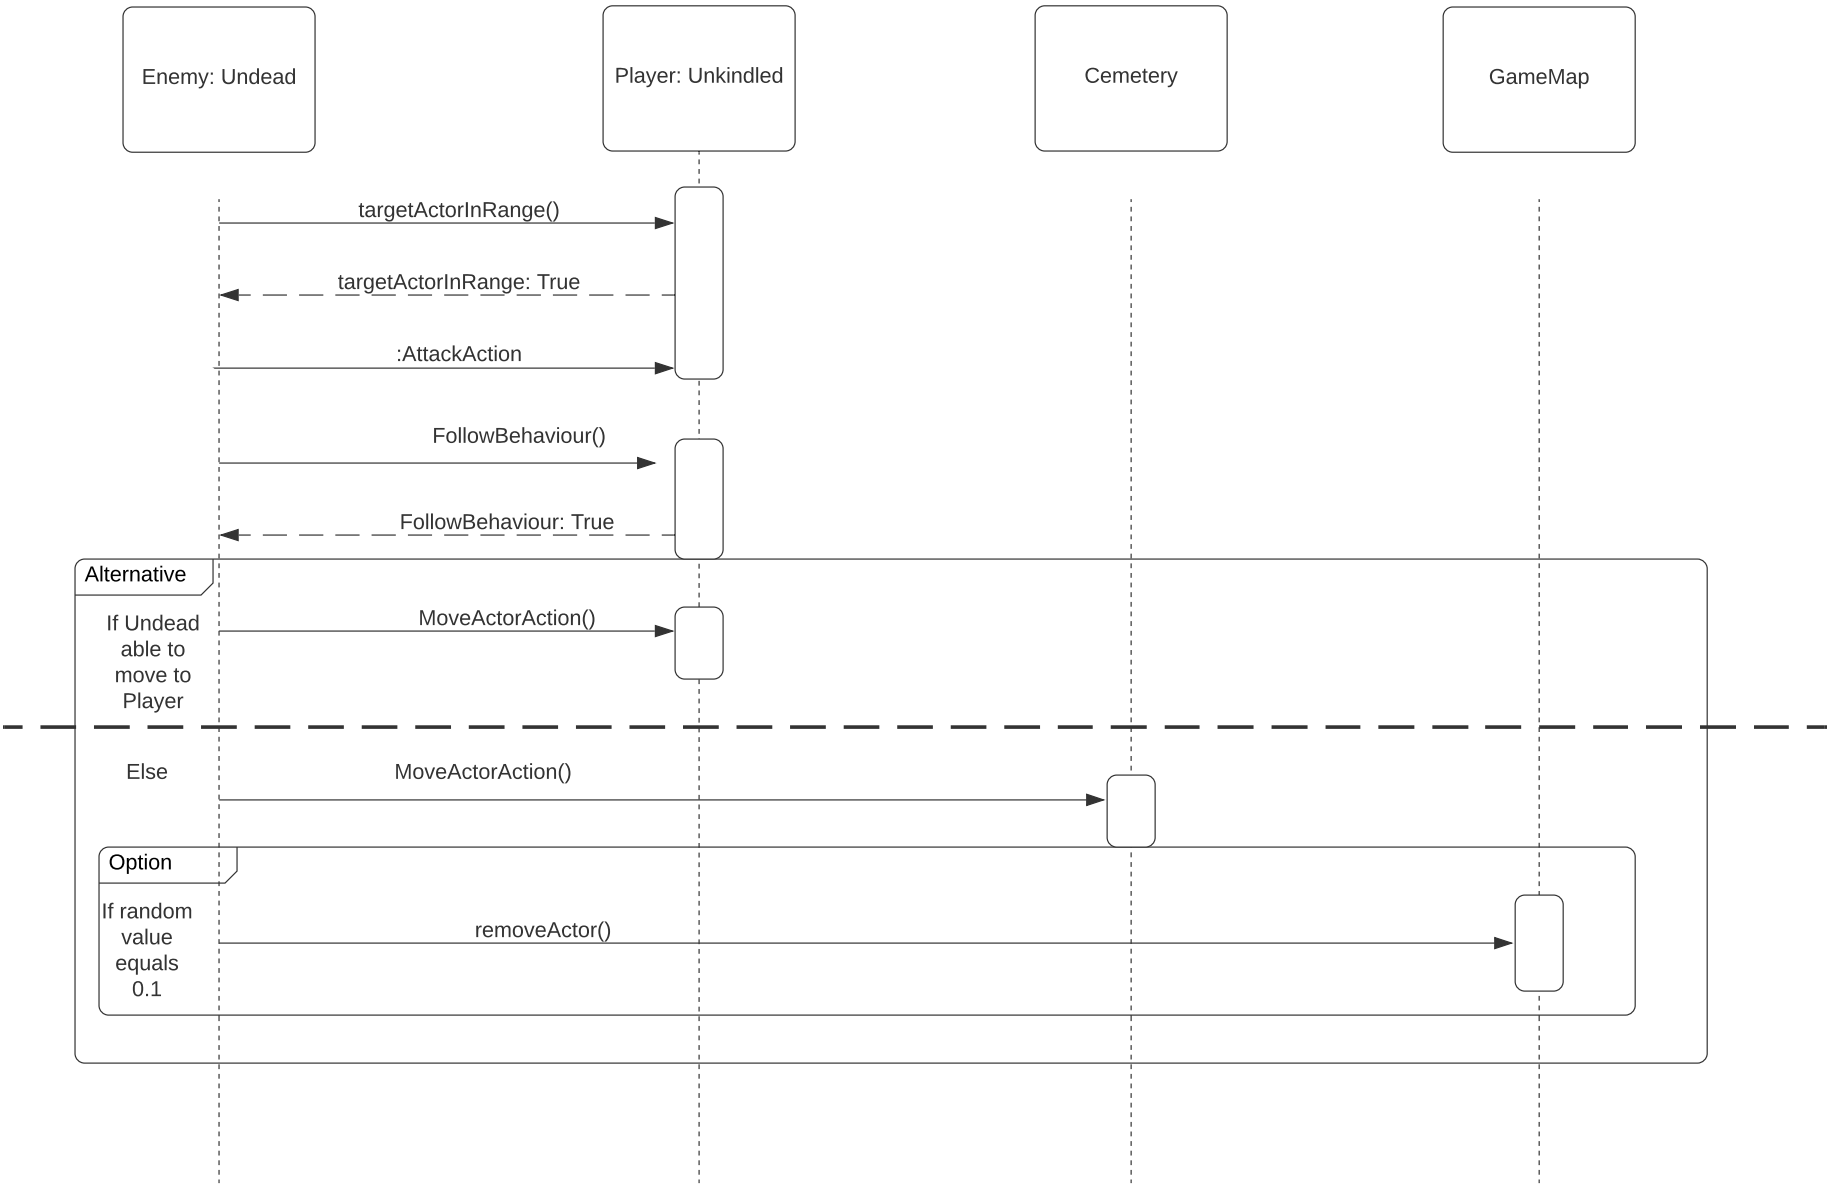 Enemy: Undead
Player: Unkindled
Cemetery
GameMap
targetActorInRange()
targetActorInRange: True
:AttackAction
FollowBehaviour()
FollowBehaviour: True
Alternative
If Undead
able to
move to
Player
MoveActorAction()
Else
MoveActorAction()
Option
If random
value
equals
0.1
removeActor()